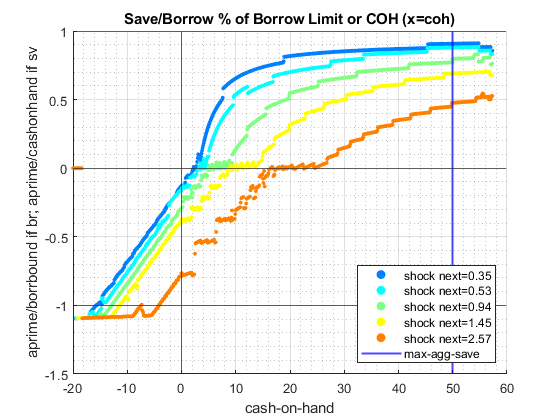 Save/Borrow % of Borrow Limit or COH (x=coh)
aprime/borrbound if br; aprime/cashonhand if sv
1
0.5
0
-0.5
-1
-1.5
-20
-10
0
10
20
30
40
50
60
cash-on-hand
shock next=0.35
shock next=0.53
shock next=0.94
shock next=1.45
shock next=2.57
max-agg-save